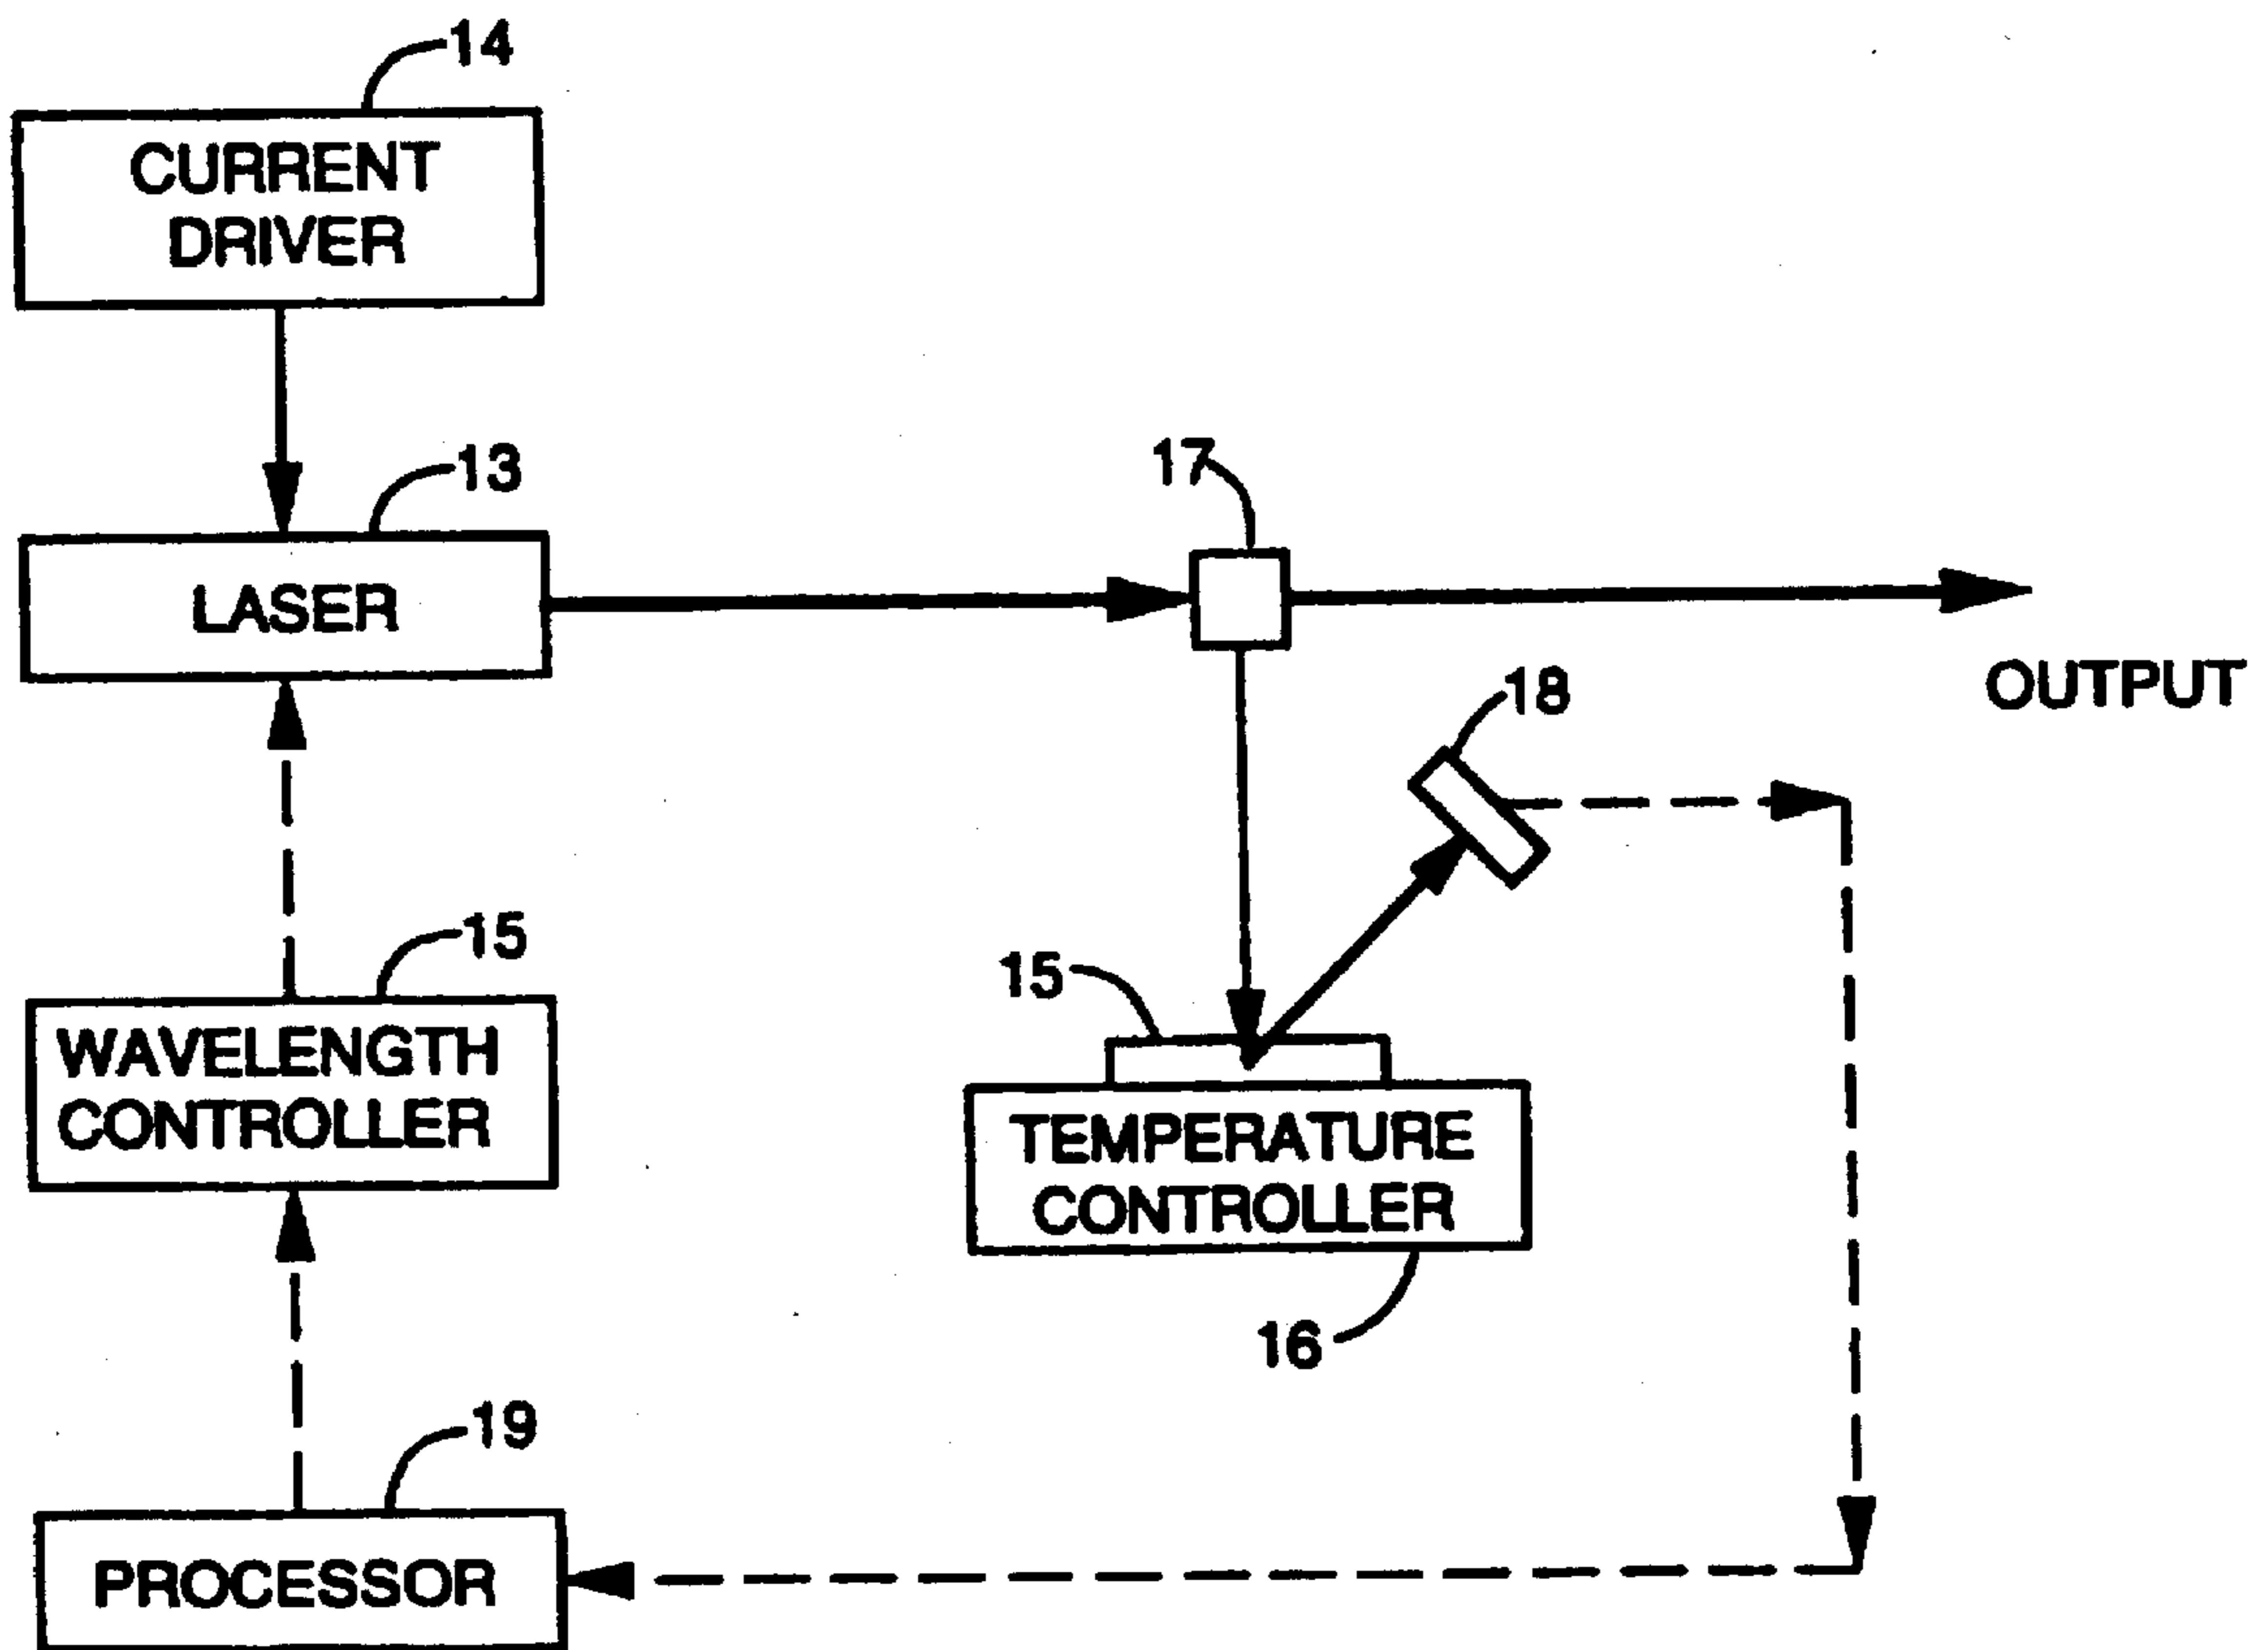 14
CURRENT
DRIVER
13
LASER
17
OUTPUT
18
15
WAVELENGTH
CONTROLLER
15
TEMPERATURE
CONTROLLER
16
19
PROCESSOR